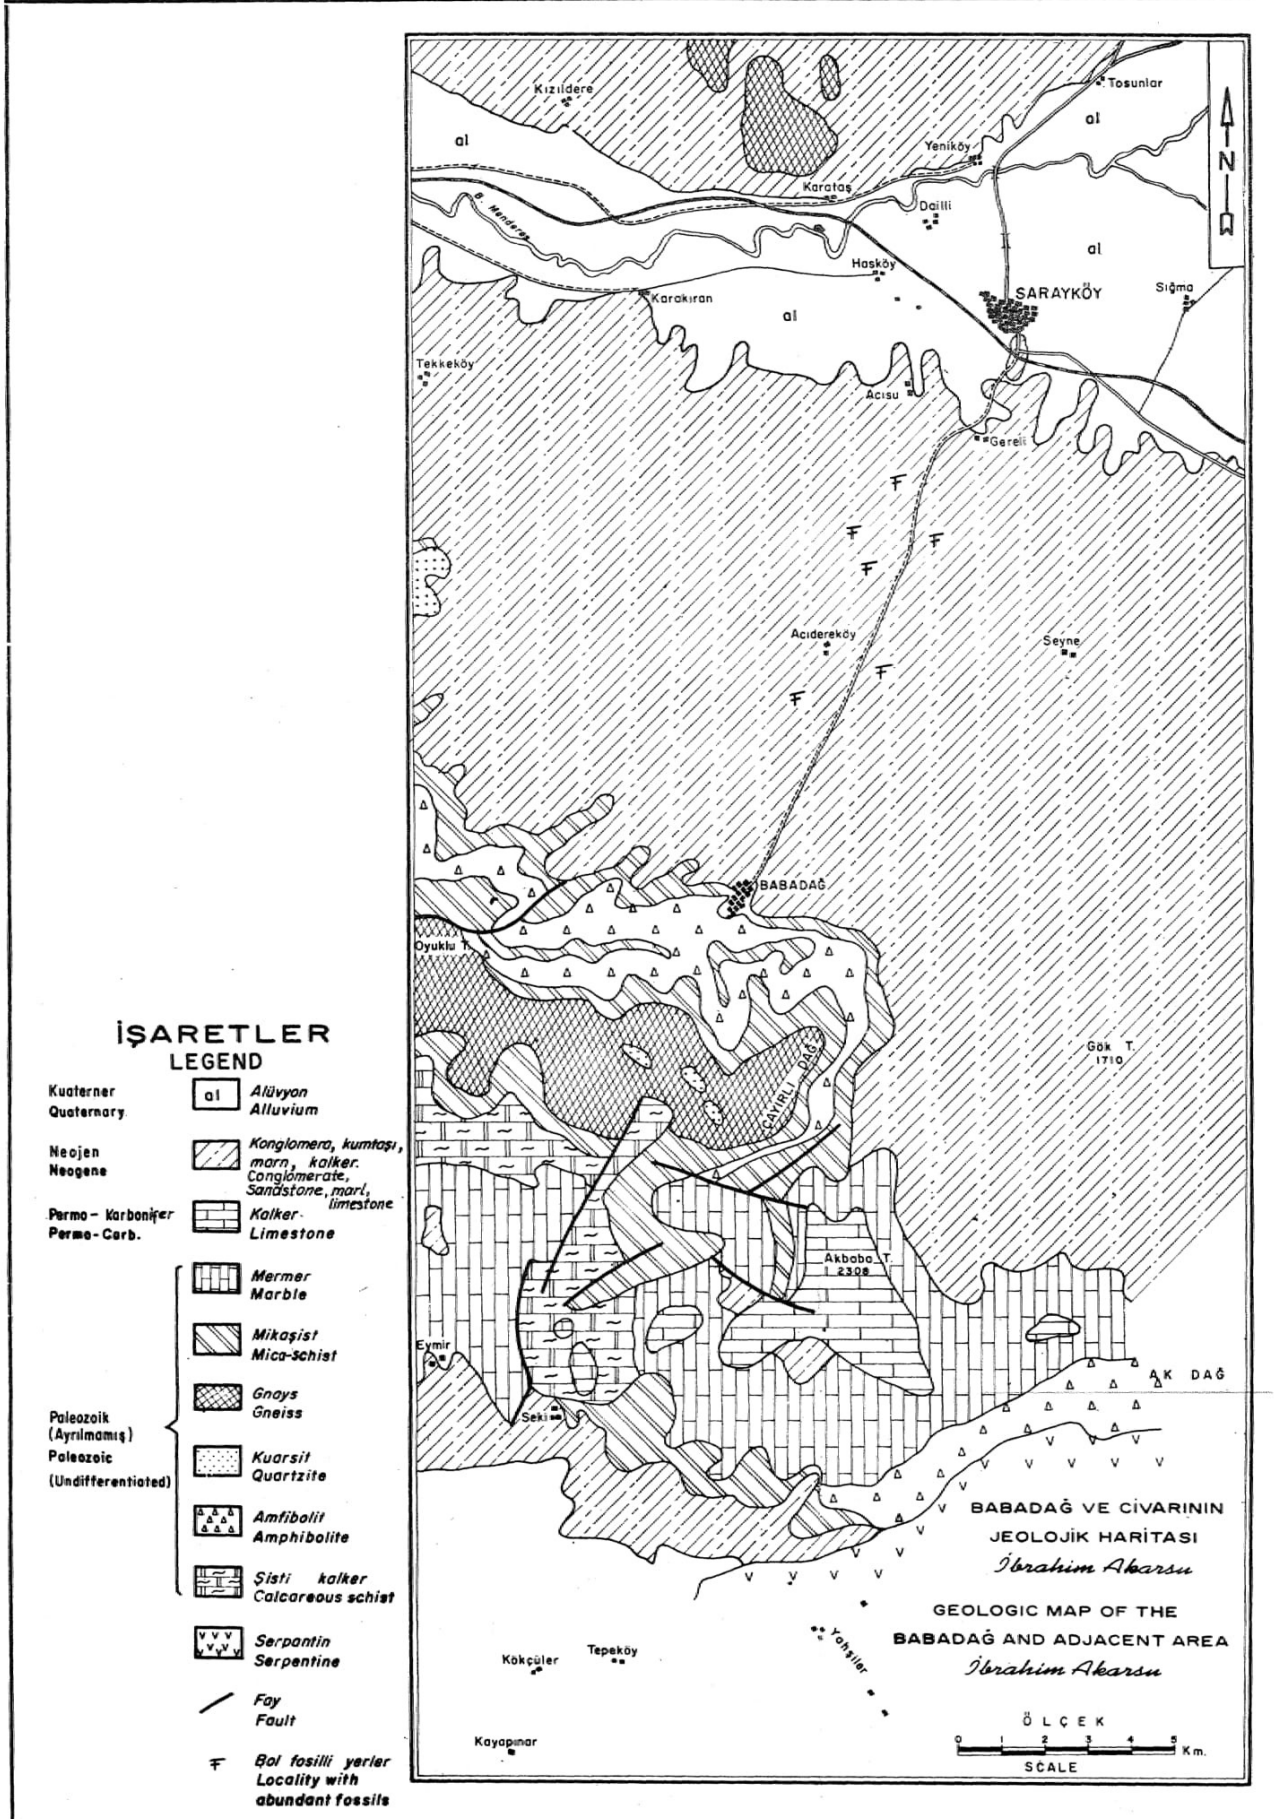 Kızıldere
Tosunlar
al
al
Yeniköy
N
Karataş
B. Menderes
Dailli
al
Hasköy
SARAYKÖY
Sığma
Karakıran
al
Tekkeköy
Acısu
Gereli
F
F
F
F
Acıdereköy
Seyne
F
F
BABADAĞ
Oyuklu T.
ÇAYIRLI DAĞ
Gök T.
1710
Akbaba T.
2308
Eymir
AK DAĞ
Seki
Kökçüler
Tepeköy
Yahşiler
Kayapınar
BABADAĞ VE CİVARININ
JEOLOJİK HARİTASI
İbrahim Akarsu
GEOLOGIC MAP OF THE
BABADAĞ AND ADJACENT AREA
İbrahim Akarsu
ÖLÇEK
0 1 2 3 4 5 Km.
SCALE
İŞARETLER
LEGEND
Kuaterner
Quaternary
al
Alüvyon
Alluvium
Neojen
Neogene
Konglomera, kumtaşı,
marn, kalker.
Conglomerate,
Sandstone, marl,
limestone
Permo-Karbonifer
Permo-Carb.
Kalker
Limestone
Mermer
Marble
Mikaşist
Mica-schist
Gnays
Gneiss
Paleozoik
(Ayrılmamış)
Paleozoic
(Undifferentiated)
Kuarsit
Quartzite
Amfibolit
Amphibolite
Şisti kalker
Calcareous schist
Serpantin
Serpentine
Fay
Fault
F
Bol fosilli yerler
Locality with
abundant fossils